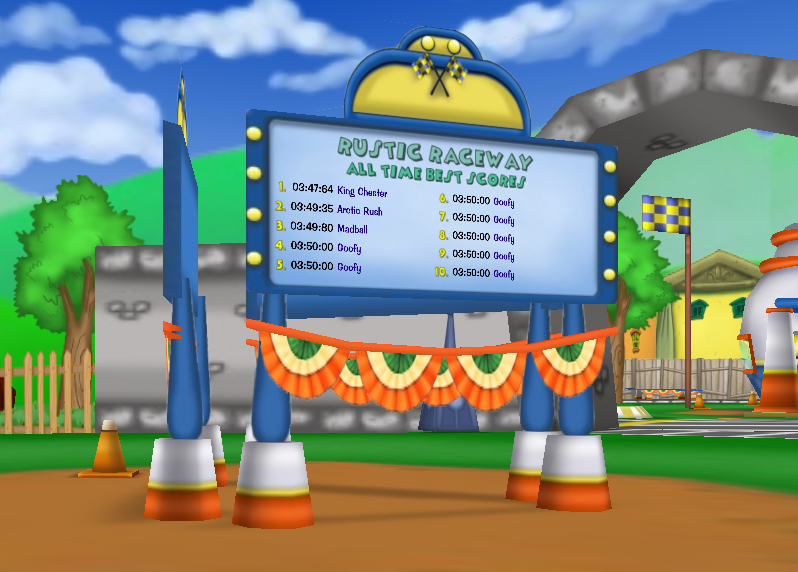 RUSTIC RACEWAY
ALL TIME BEST SCORES
1. 03:47:64 King Chester
2. 03:49:35 Arctic Rush
3. 03:49:80 Madball
4. 03:50:00 Goofy
5. 03:50:00 Goofy
6. 03:50:00 Goofy
7. 03:50:00 Goofy
8. 03:50:00 Goofy
9. 03:50:00 Goofy
10. 03:50:00 Goofy